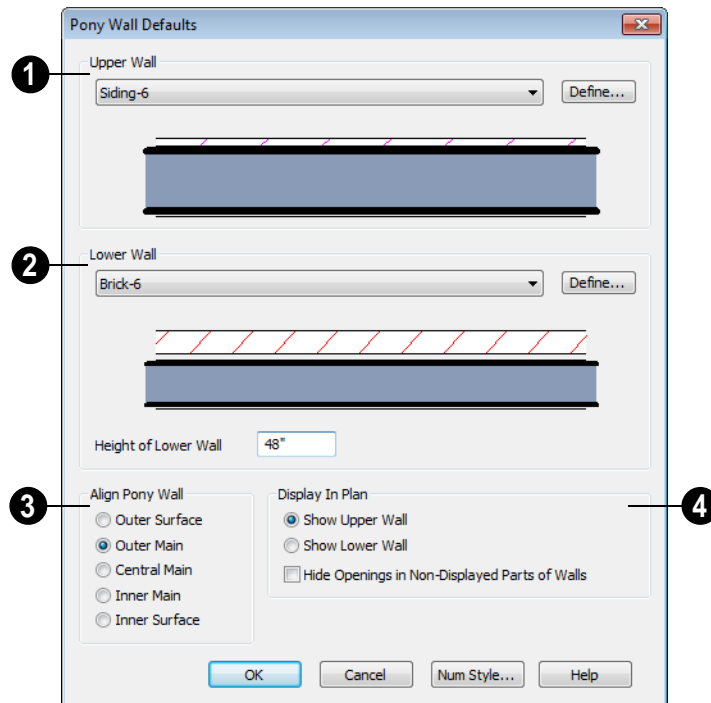 Pony Wall Defaults
1
Upper Wall
Siding-6
Define...
2
Lower Wall
Brick-6
Define...
Height of Lower Wall
48"
3
Align Pony Wall
Outer Surface
Outer Main
Central Main
Inner Main
Inner Surface
Display In Plan
4
Show Upper Wall
Show Lower Wall
Hide Openings in Non-Displayed Parts of Walls
OK
Cancel
Num Style...
Help